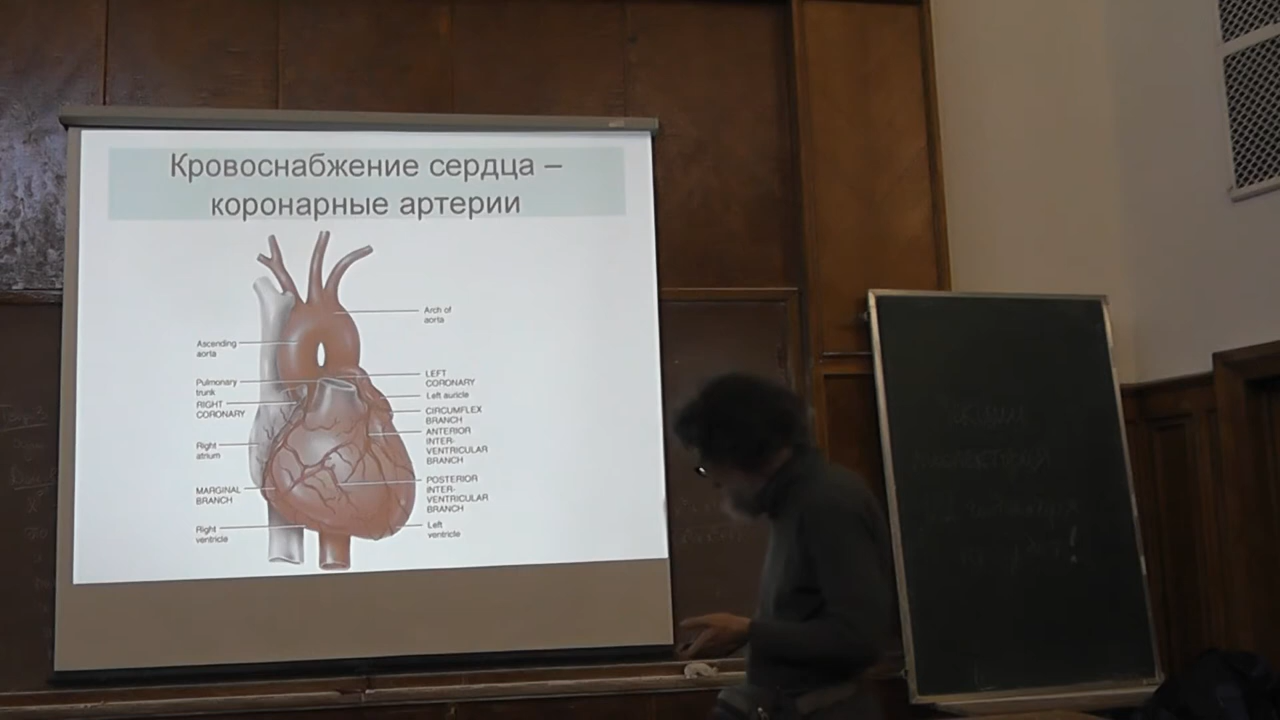 Кровоснабжение сердца –
коронарные артерии
Arch of
aorta
Ascending
aorta
Pulmonary
trunk
RIGHT
CORONARY
LEFT
CORONARY
Left auricle
CIRCUMFLEX
BRANCH
ANTERIOR
INTER-
VENTRICULAR
BRANCH
Right
atrium
POSTERIOR
INTER-
VENTRICULAR
BRANCH
MARGINAL
BRANCH
Right
ventricle
Left
ventricle